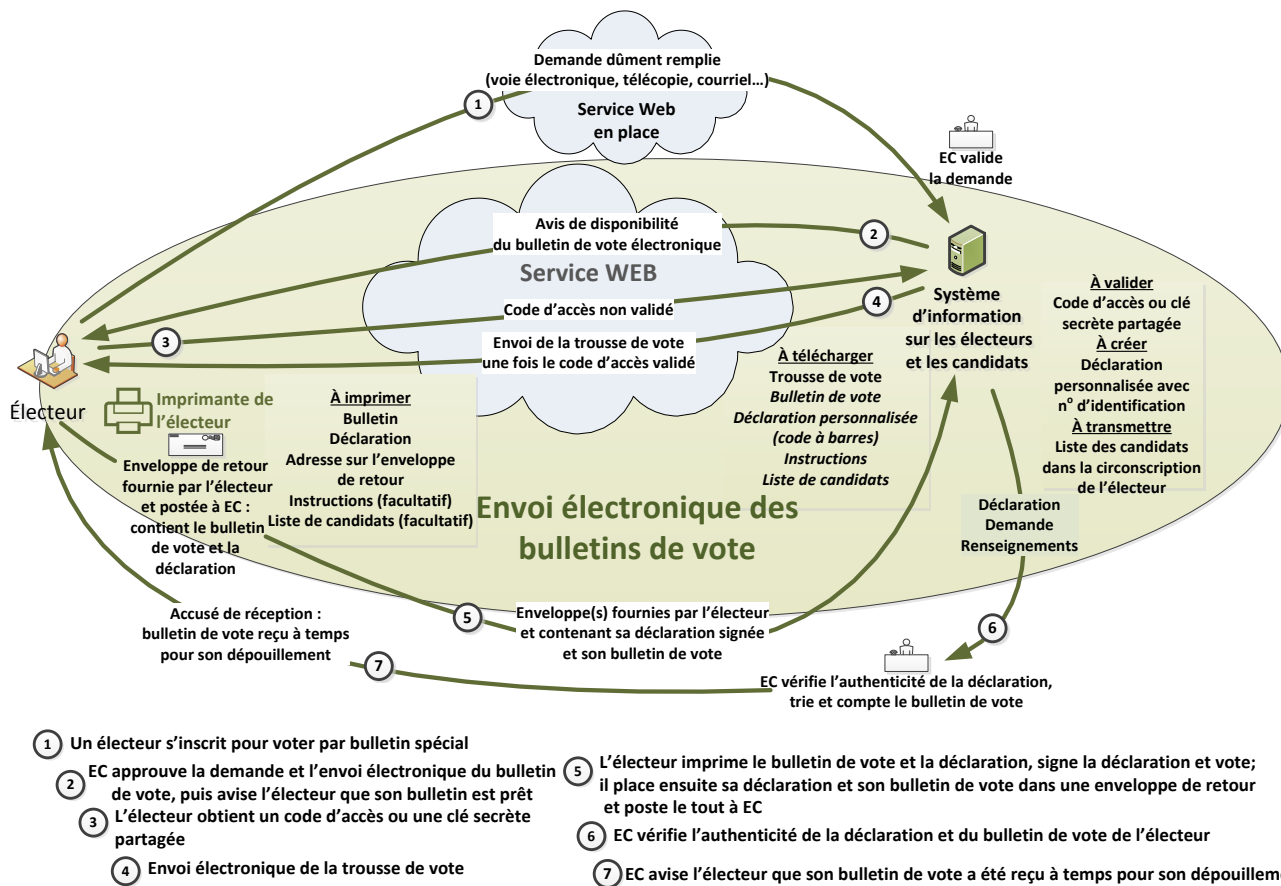 Demande dûment remplie
(voie électronique, télécopie, courriel…)
1
Service Web
en place
EC valide
la demande
Avis de disponibilité
du bulletin de vote électronique
2
Service WEB
Code d’accès non validé
3
4
Envoi de la trousse de vote
une fois le code d’accès validé
Système
d’information
sur les électeurs
et les candidats
À valider
Code d’accès ou clé
secrète partagée
À créer
Déclaration
personnalisée avec
n° d’identification
À transmettre
Liste des candidats
dans la circonscription
de l’électeur
À télécharger
Trousse de vote
Bulletin de vote
Déclaration personnalisée
(code à barres)
Instructions
Liste de candidats
Électeur
Imprimante de
l’électeur
À imprimer
Bulletin
Déclaration
Adresse sur l’enveloppe
de retour
Instructions (facultatif)
Liste de candidats (facultatif)
Enveloppe de retour
fournie par l’électeur
et postée à EC :
contient le bulletin
de vote et la
déclaration
Envoi électronique des
bulletins de vote
Déclaration
Demande
Renseignements
Accusé de réception :
bulletin de vote reçu à temps
pour son dépouillement
5
Enveloppe(s) fournies par l’électeur
et contenant sa déclaration signée
et son bulletin de vote
6
7
EC vérifie l’authenticité de la déclaration,
trie et compte le bulletin de vote
1 Un électeur s’inscrit pour voter par bulletin spécial
2 EC approuve la demande et l’envoi électronique du bulletin
de vote, puis avise l’électeur que son bulletin est prêt
3 L’électeur obtient un code d’accès ou une clé secrète
partagée
4 Envoi électronique de la trousse de vote
5 L’électeur imprime le bulletin de vote et la déclaration, signe la déclaration et vote;
il place ensuite sa déclaration et son bulletin de vote dans une enveloppe de retour
et poste le tout à EC
6 EC vérifie l’authenticité de la déclaration et du bulletin de vote de l’électeur
7 EC avise l’électeur que son bulletin de vote a été reçu à temps pour son dépouillem